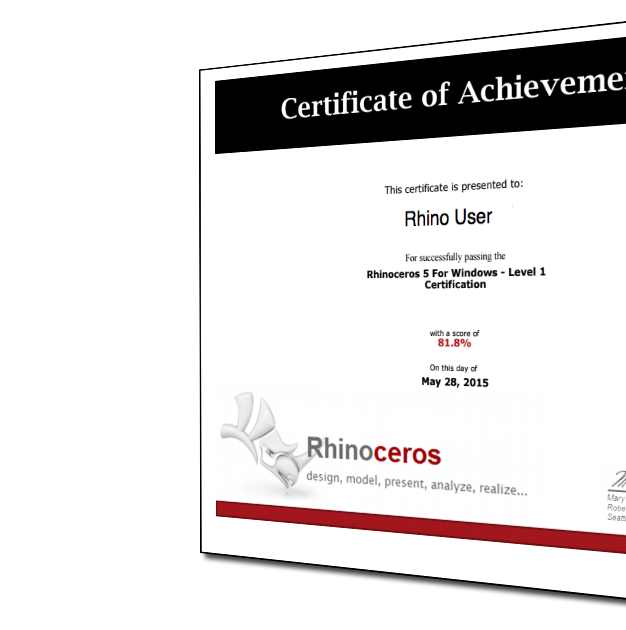 Certificate of Achieveme
This certificate is presented to:
Rhino User
For successfully passing the
Rhinoceros 5 For Windows - Level 1
Certification
with a score of
81.8%
On this day of
May 28, 2015
Rhinoceros
design, model, present, analyze, realize...
Mary
Robe
Seatt